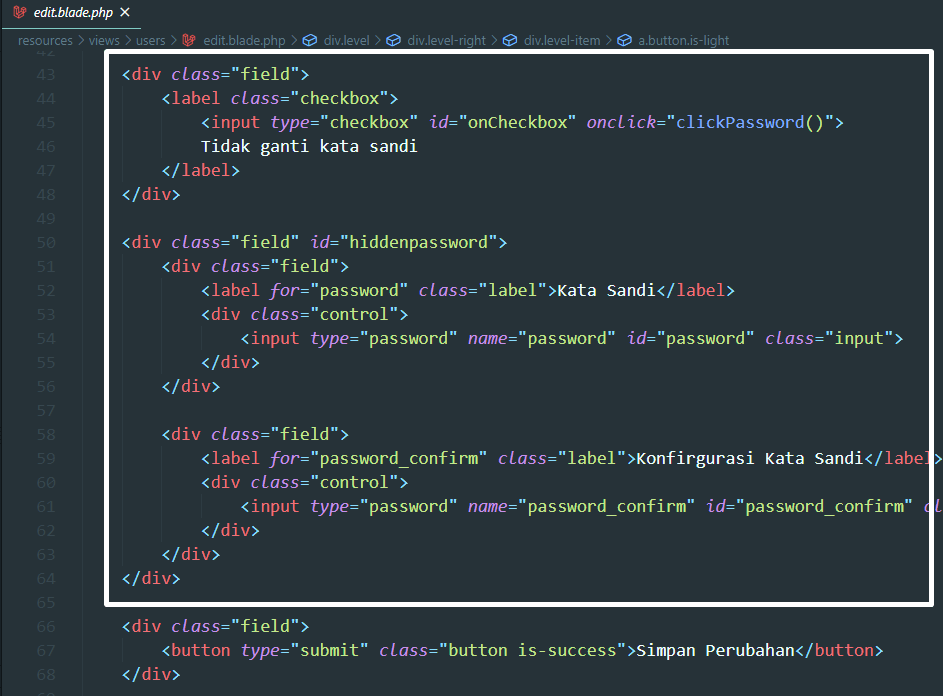 edit.blade.php ×
resources > views > users > edit.blade.php > div.level > div.level-right > div.level-item > a.button.is-light
42
43 <div class="field">
44 <label class="checkbox">
45 <input type="checkbox" id="onCheckbox" onclick="clickPassword()">
46 Tidak ganti kata sandi
47 </label>
48 </div>
49
50 <div class="field" id="hiddenpassword">
51 <div class="field">
52 <label for="password" class="label">Kata Sandi</label>
53 <div class="control">
54 <input type="password" name="password" id="password" class="input">
55 </div>
56 </div>
57
58 <div class="field">
59 <label for="password_confirm" class="label">Konfirgurasi Kata Sandi</label>
60 <div class="control">
61 <input type="password" name="password_confirm" id="password_confirm" cl
62 </div>
63 </div>
64 </div>
65
66 <div class="field">
67 <button type="submit" class="button is-success">Simpan Perubahan</button>
68 </div>